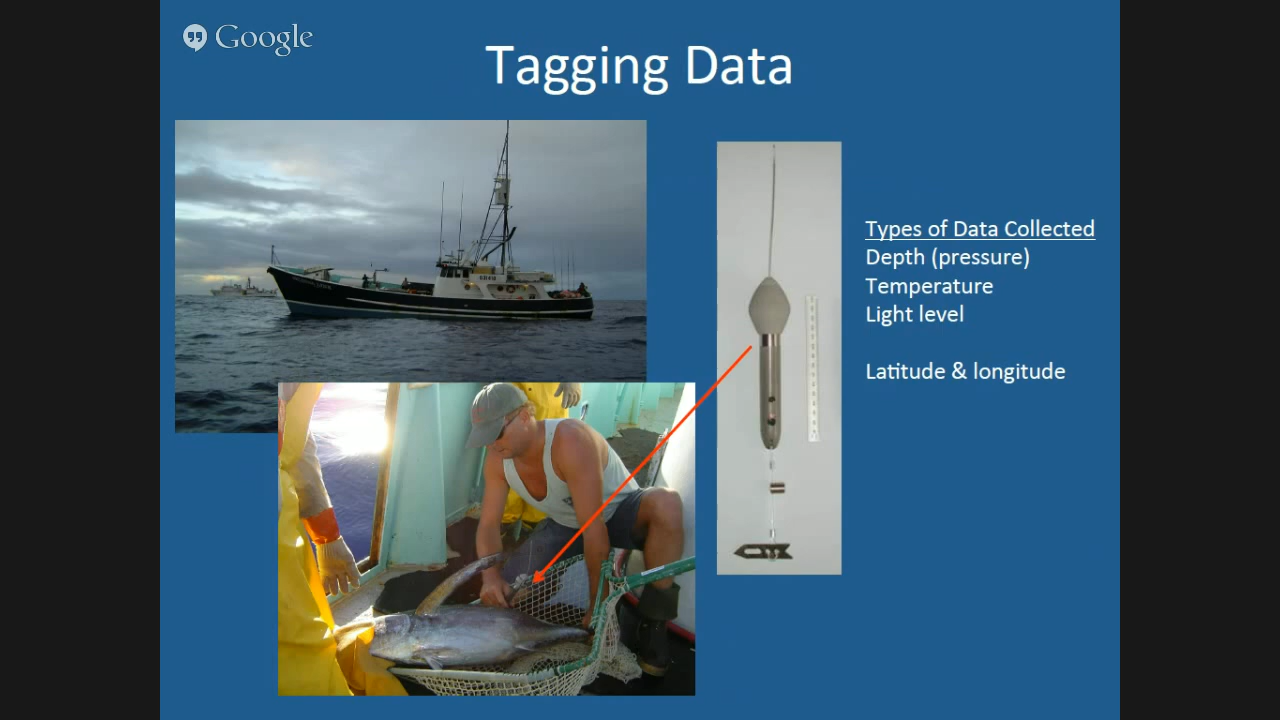 Google
Tagging Data
Types of Data Collected
Depth (pressure)
Temperature
Light level
Latitude & longitude